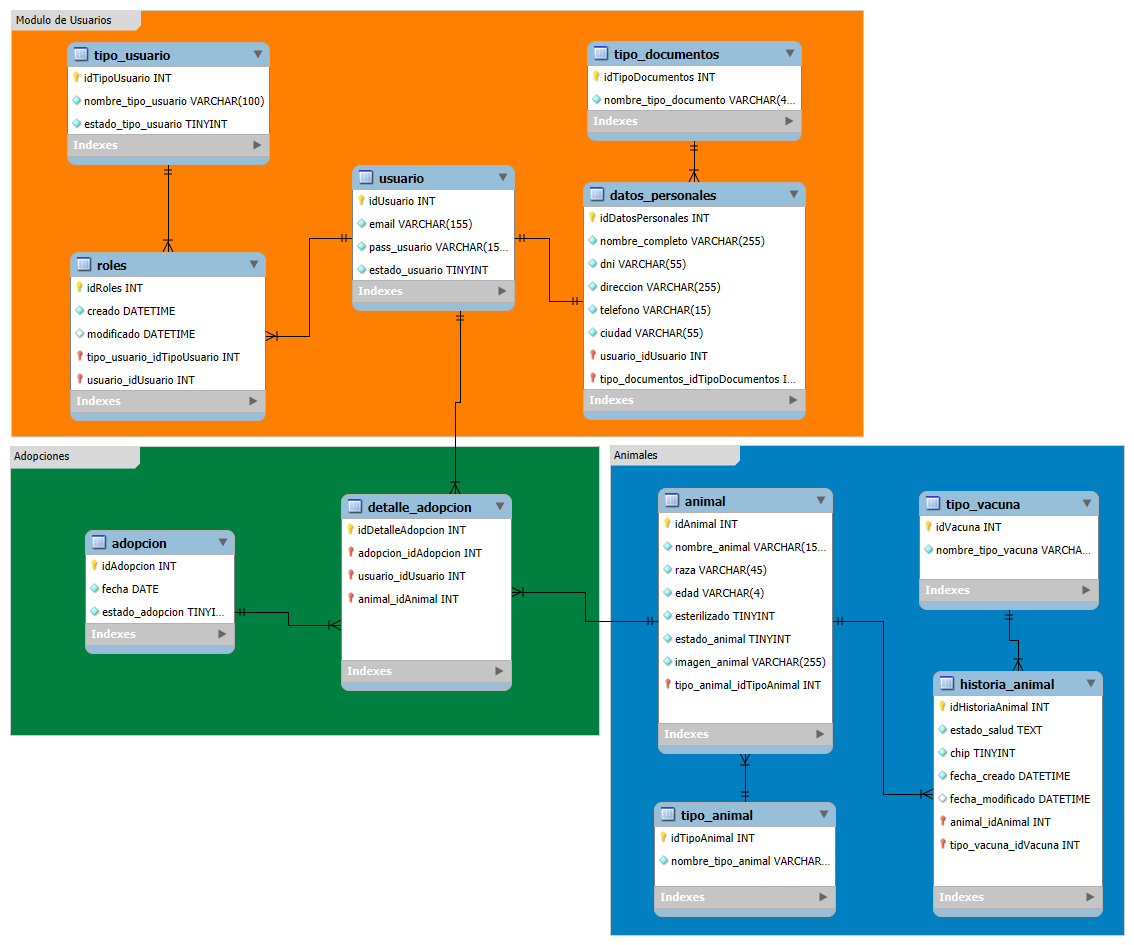 Modulo de Usuarios
tipo_usuario
idTipoUsuario INT
nombre_tipo_usuario VARCHAR(100)
estado_tipo_usuario TINYINT
Indexes
tipo_documentos
idTipoDocumentos INT
nombre_tipo_documento VARCHAR(4...
Indexes
usuario
idUsuario INT
email VARCHAR(155)
pass_usuario VARCHAR(15...
estado_usuario TINYINT
Indexes
datos_personales
idDatosPersonales INT
nombre_completo VARCHAR(255)
dni VARCHAR(55)
direccion VARCHAR(255)
telefono VARCHAR(15)
ciudad VARCHAR(55)
usuario_idUsuario INT
tipo_documentos_idTipoDocumentos I...
Indexes
roles
idRoles INT
creado DATETIME
modificado DATETIME
tipo_usuario_idTipoUsuario INT
usuario_idUsuario INT
Indexes
Adopciones
adopcion
idAdopcion INT
fecha DATE
estado_adopcion TINYI...
Indexes
detalle_adopcion
idDetalleAdopcion INT
adopcion_idAdopcion INT
usuario_idUsuario INT
animal_idAnimal INT
Indexes
Animales
animal
idAnimal INT
nombre_animal VARCHAR(15...
raza VARCHAR(45)
edad VARCHAR(4)
esterilizado TINYINT
estado_animal TINYINT
imagen_animal VARCHAR(255)
tipo_animal_idTipoAnimal INT
Indexes
tipo_vacuna
idVacuna INT
nombre_tipo_vacuna VARCHA...
Indexes
historia_animal
idHistoriaAnimal INT
estado_salud TEXT
chip TINYINT
fecha_creado DATETIME
fecha_modificado DATETIME
animal_idAnimal INT
tipo_vacuna_idVacuna INT
Indexes
tipo_animal
idTipoAnimal INT
nombre_tipo_animal VARCHAR...
Indexes